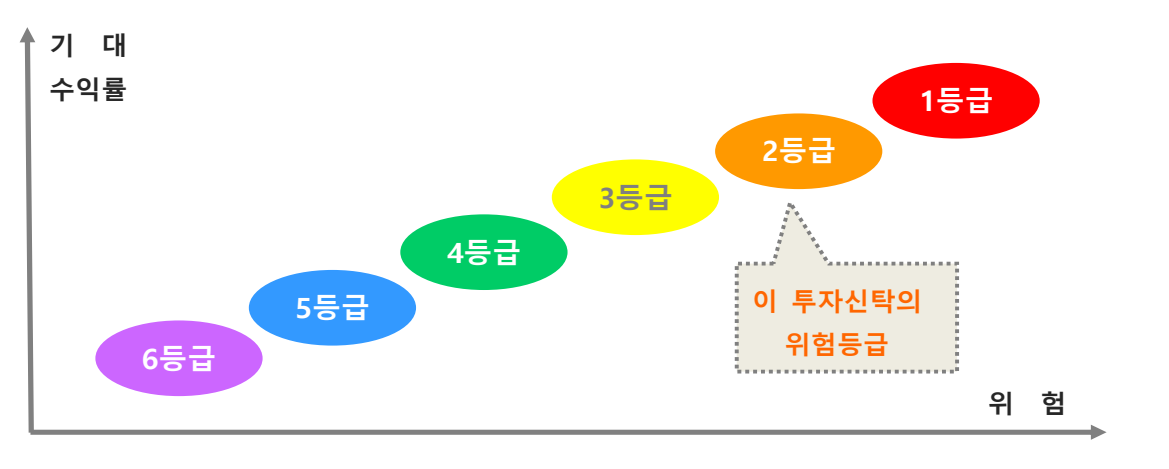 기 대
수익률
1등급
2등급
3등급
4등급
5등급
6등급
이 투자신탁의
위험등급
위 험